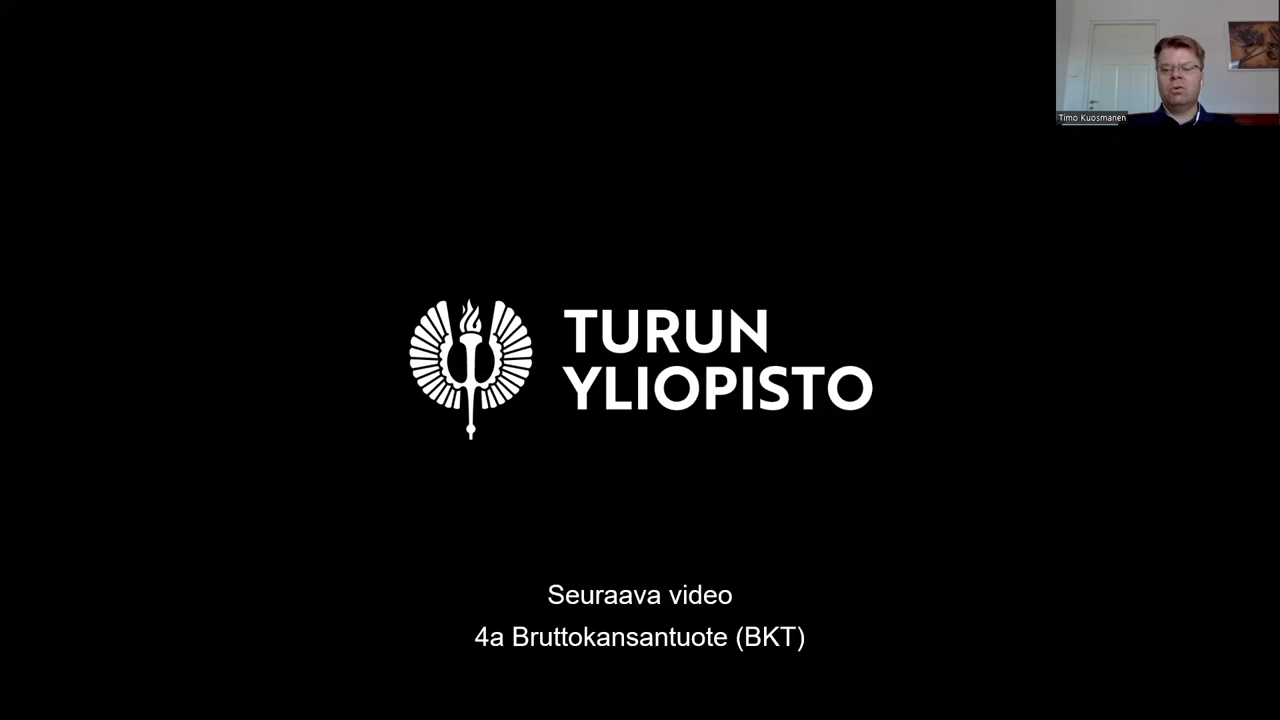 Timo Kuosmanen
TURUN
YLIOPISTO
Seuraava video
4a Bruttokansantuote (BKT)